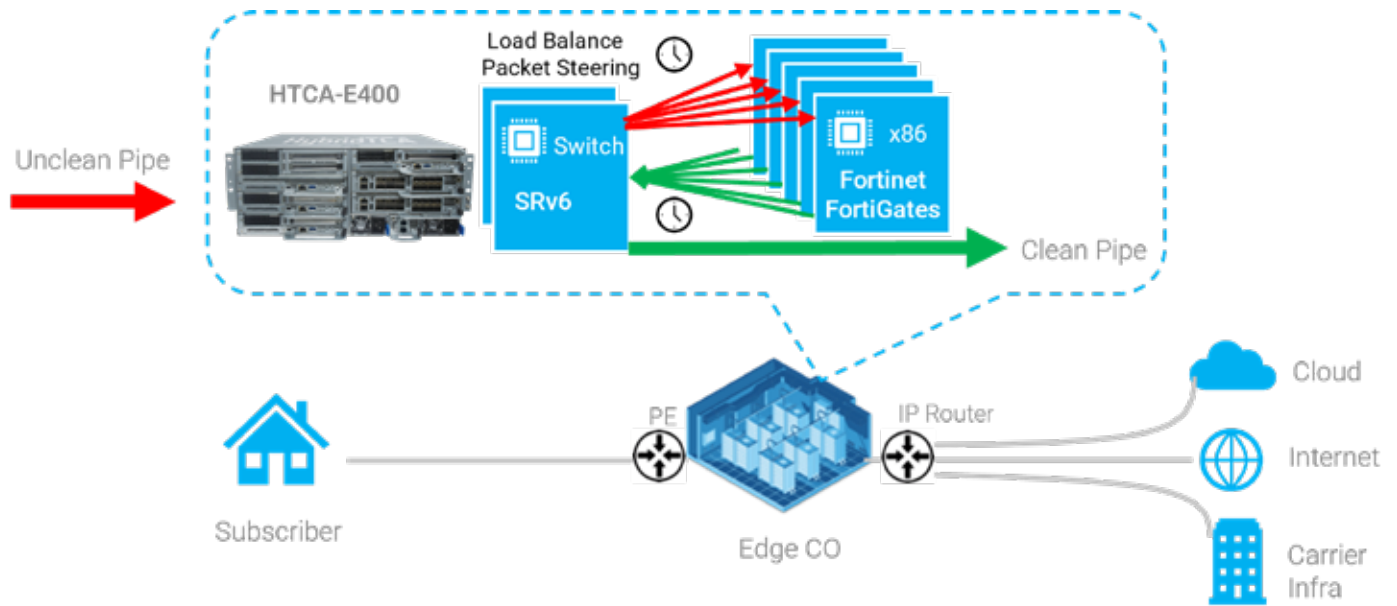 Load Balance
Packet Steering
HTCA-E400
HybridTCA
Unclean Pipe
Switch
SRv6
x86
Fortinet
FortiGates
Clean Pipe
PE
IP Router
Cloud
Internet
Subscriber
Edge CO
Carrier
Infra